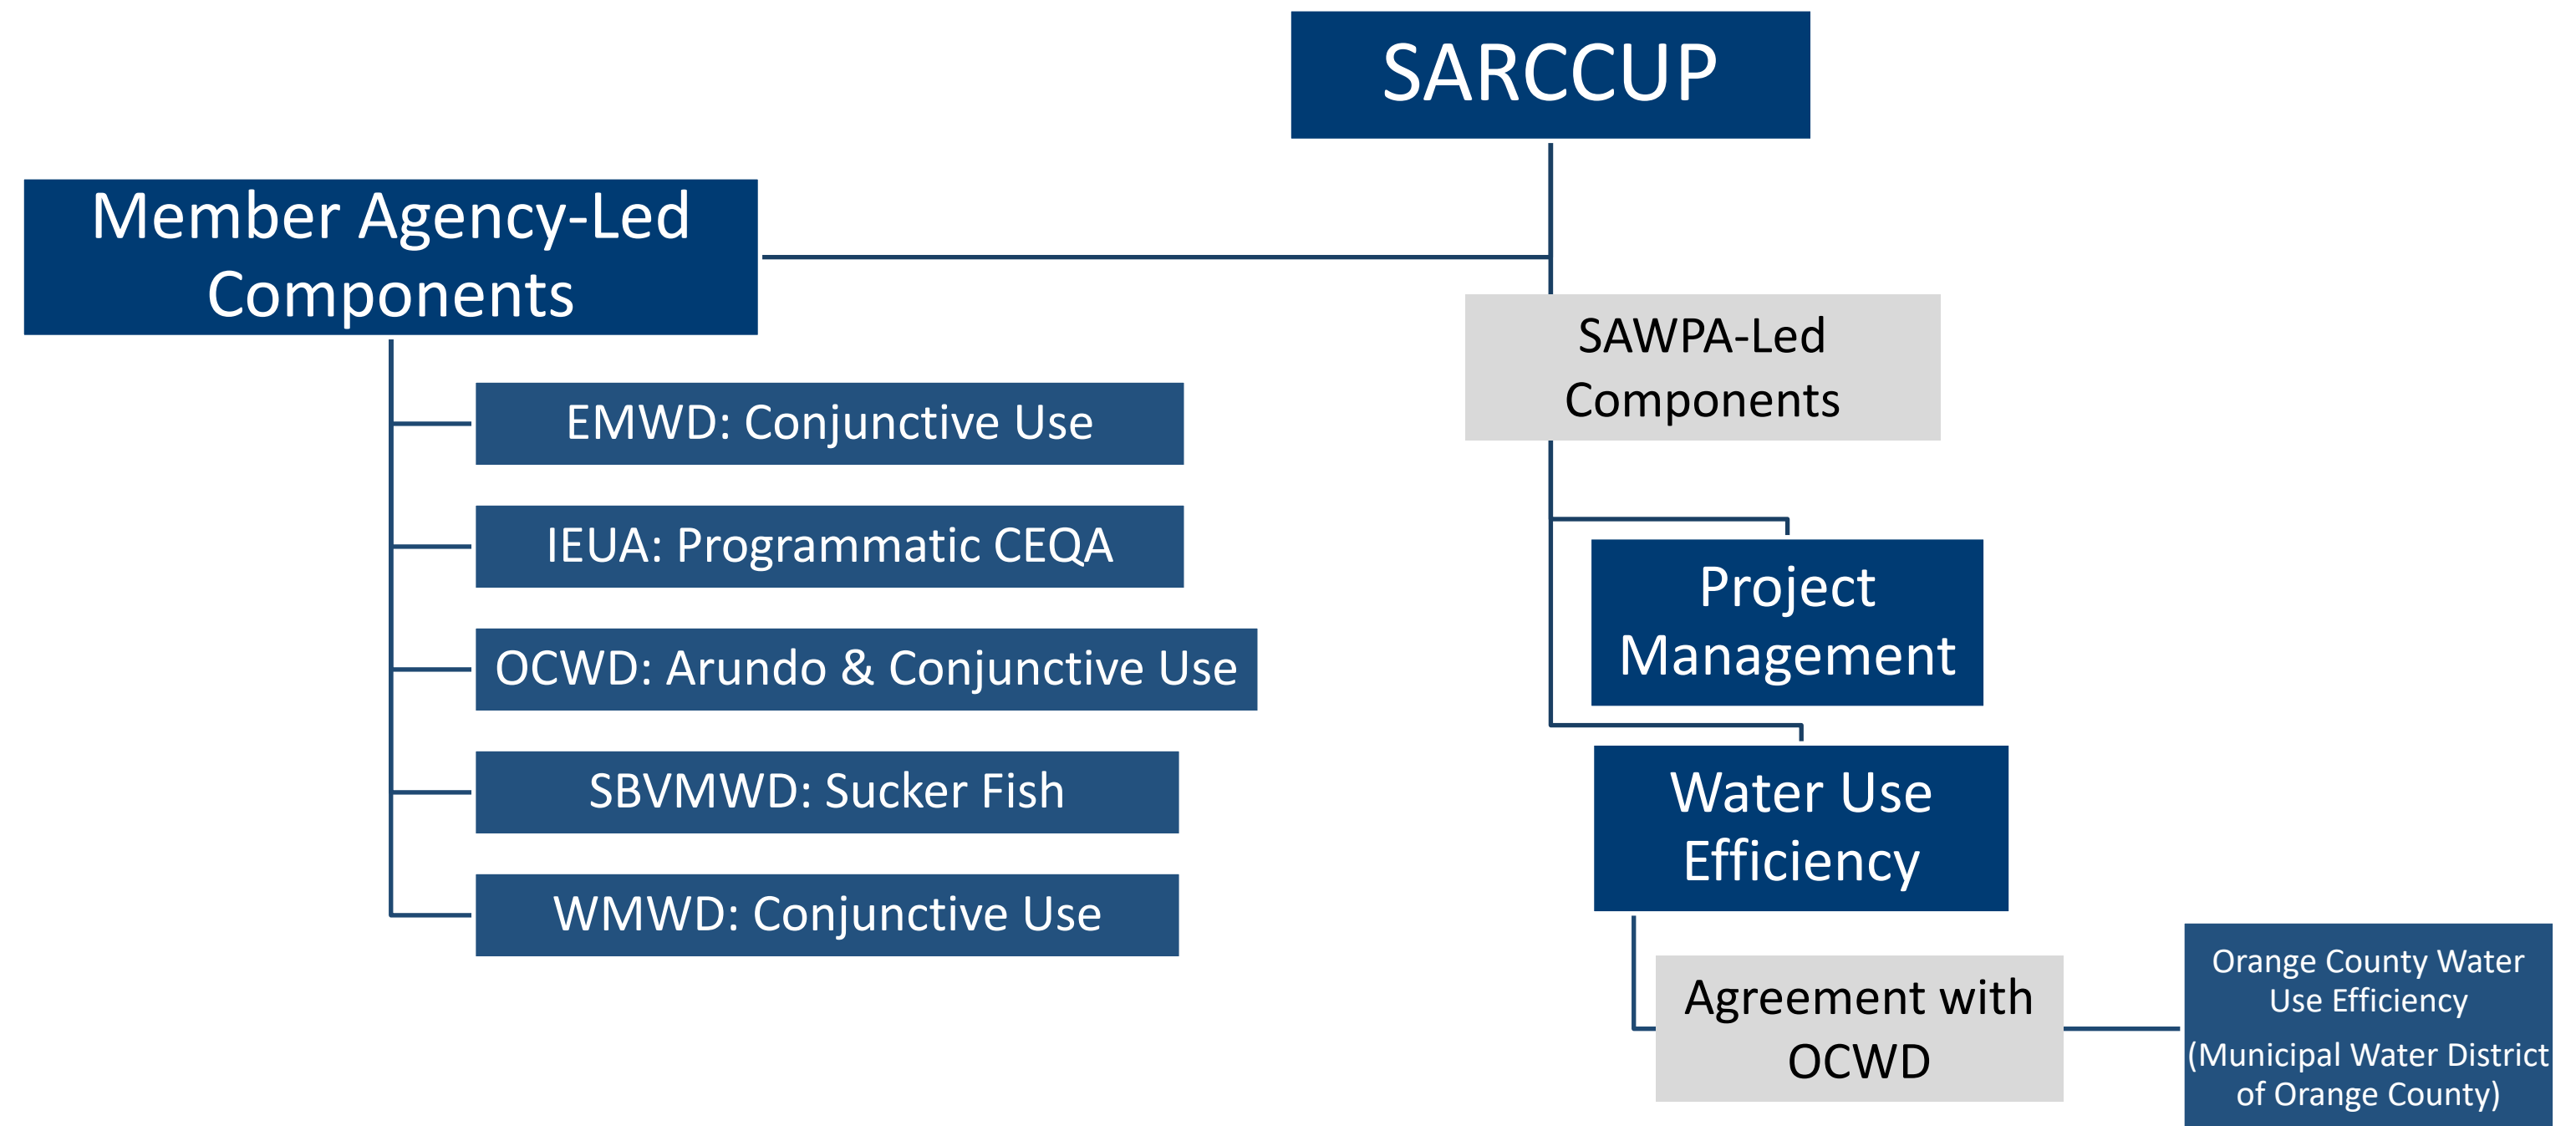 SARCCUP
Member Agency-Led
Components
EMWD: Conjunctive Use
IEUA: Programmatic CEQA
OCWD: Arundo & Conjunctive Use
SBVMWD: Sucker Fish
WMWD: Conjunctive Use
SAWPA-Led
Components
Project
Management
Water Use
Efficiency
Agreement with
OCWD
Orange County Water
Use Efficiency
(Municipal Water District
of Orange County)